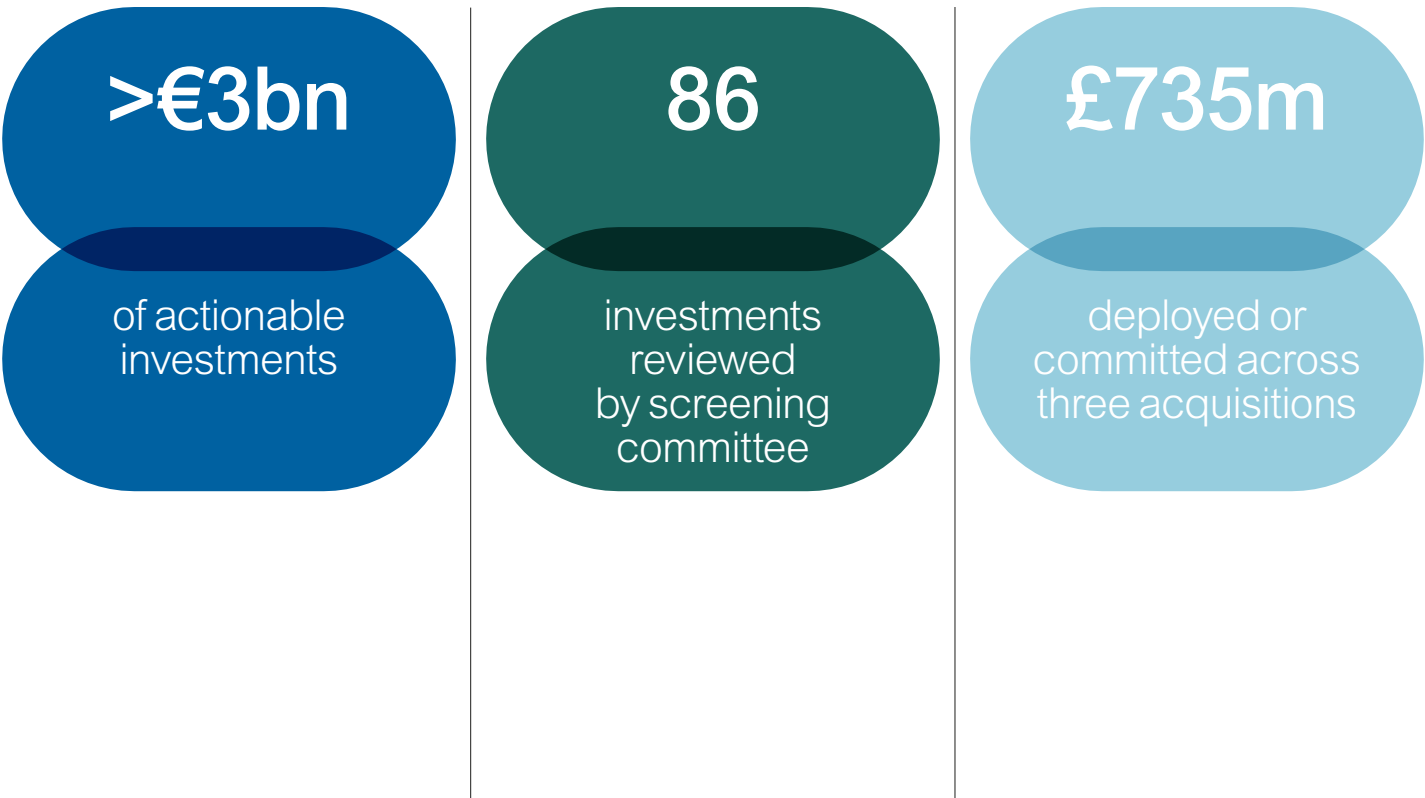 >€3bn
of actionable
investments
86
investments
reviewed
by screening
committee
£735m
deployed or
committed across
three acquisitions